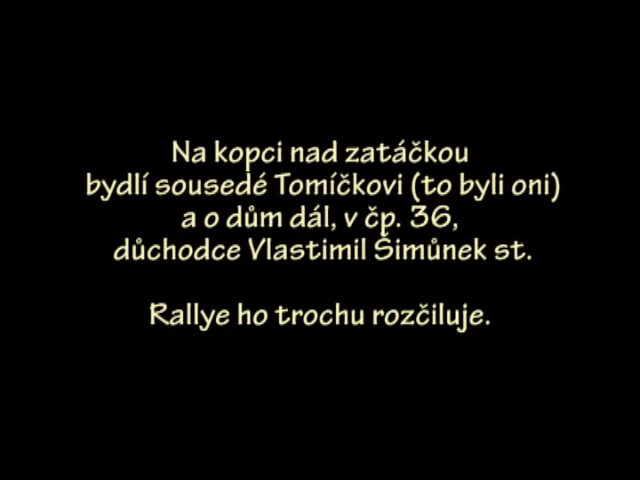 Na kopci nad zatáčkou
bydlí sousedé Tomíčkovi (to byli oni)
a o dům dál, v čp. 36,
důchodce Vlastimil Šimůnek st.
Rallye ho trochu rozčiluje.